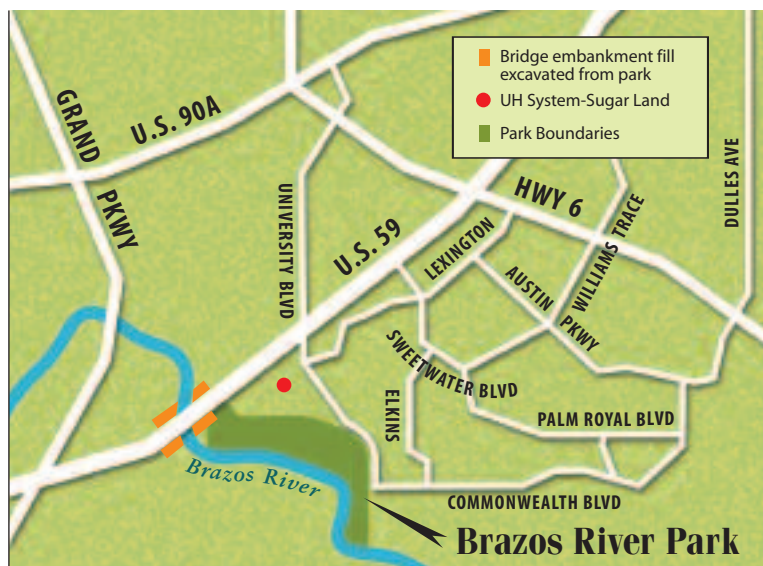 Bridge embankment fill
excavated from park
UH System-Sugar Land
Park Boundaries
GRAND
PKWY
U.S. 90A
UNIVERSITY BLVD
U.S. 59
HWY 6
DULLES AVE
LEXINGTON
AUSTIN
PKWY
WILLIAMS TRACE
SWEETWATER BLVD
ELKINS
PALM ROYAL BLVD
Brazos River
COMMONWEALTH BLVD
Brazos River Park